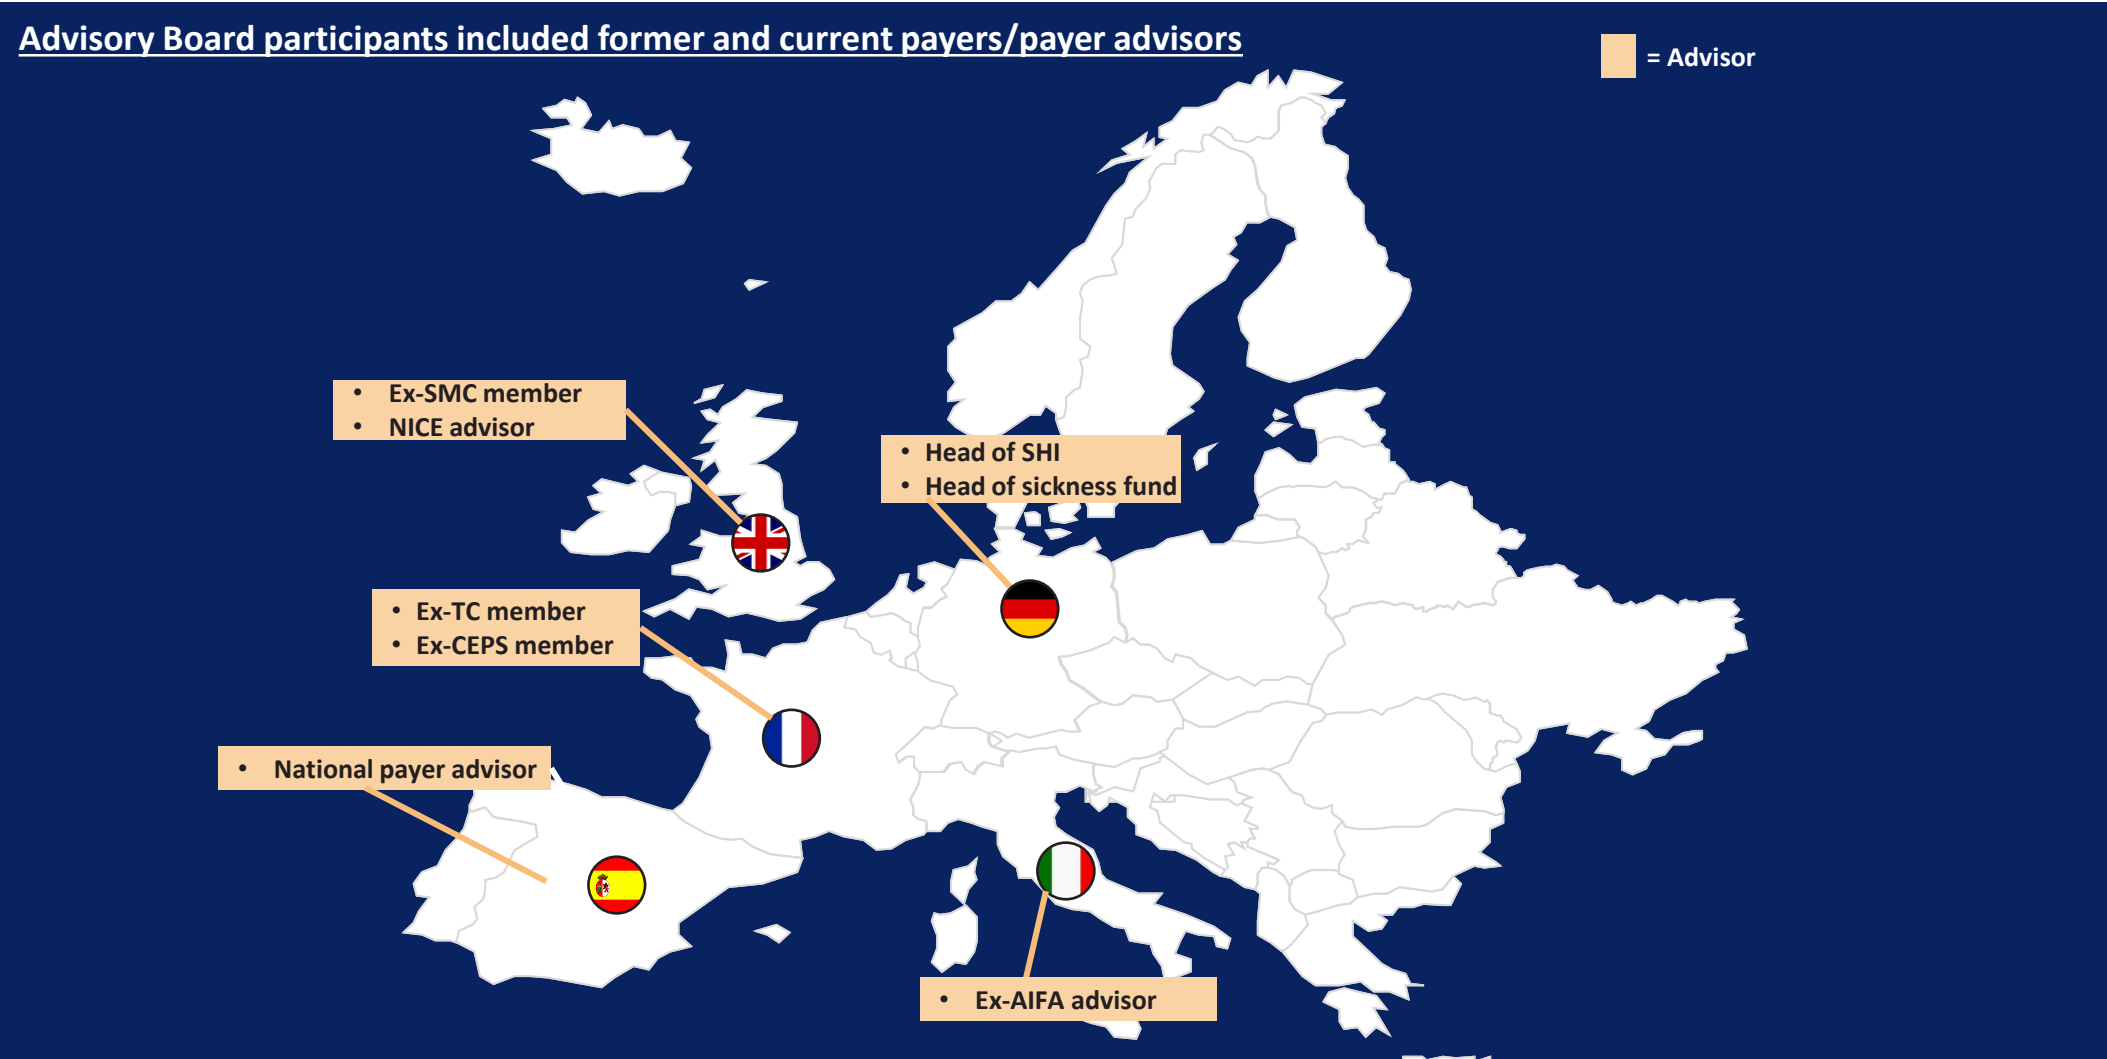 Advisory Board participants included former and current payers/payer advisors
= Advisor
• Ex-SMC member
• NICE advisor
• Head of SHI
• Head of sickness fund
• Ex-TC member
• Ex-CEPS member
• National payer advisor
• Ex-AIFA advisor